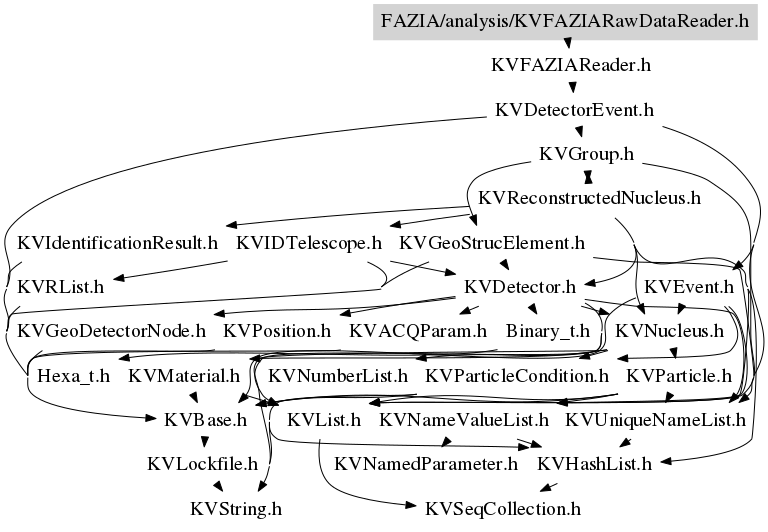 FAZIA/analysis/KVFAZIARawDataReader.h
KVFAZIAReader.h
KVDetectorEvent.h
KVGroup.h
KVReconstructedNucleus.h
KVIdentificationResult.h KVIDTelescope.h KVGeoStrucElement.h
KVRList.h KVDetector.h KVEvent.h
KVGeoDetectorNode.h KVPosition.h KVACQParam.h Binary_t.h KVNucleus.h
Hexa_t.h KVMaterial.h KVNumberList.h KVParticleCondition.h KVParticle.h
KVBase.h KVList.h KVNameValueList.h KVUniqueNameList.h
KVLockfile.h KVNamedParameter.h KVHashList.h
KVString.h KVSeqCollection.h